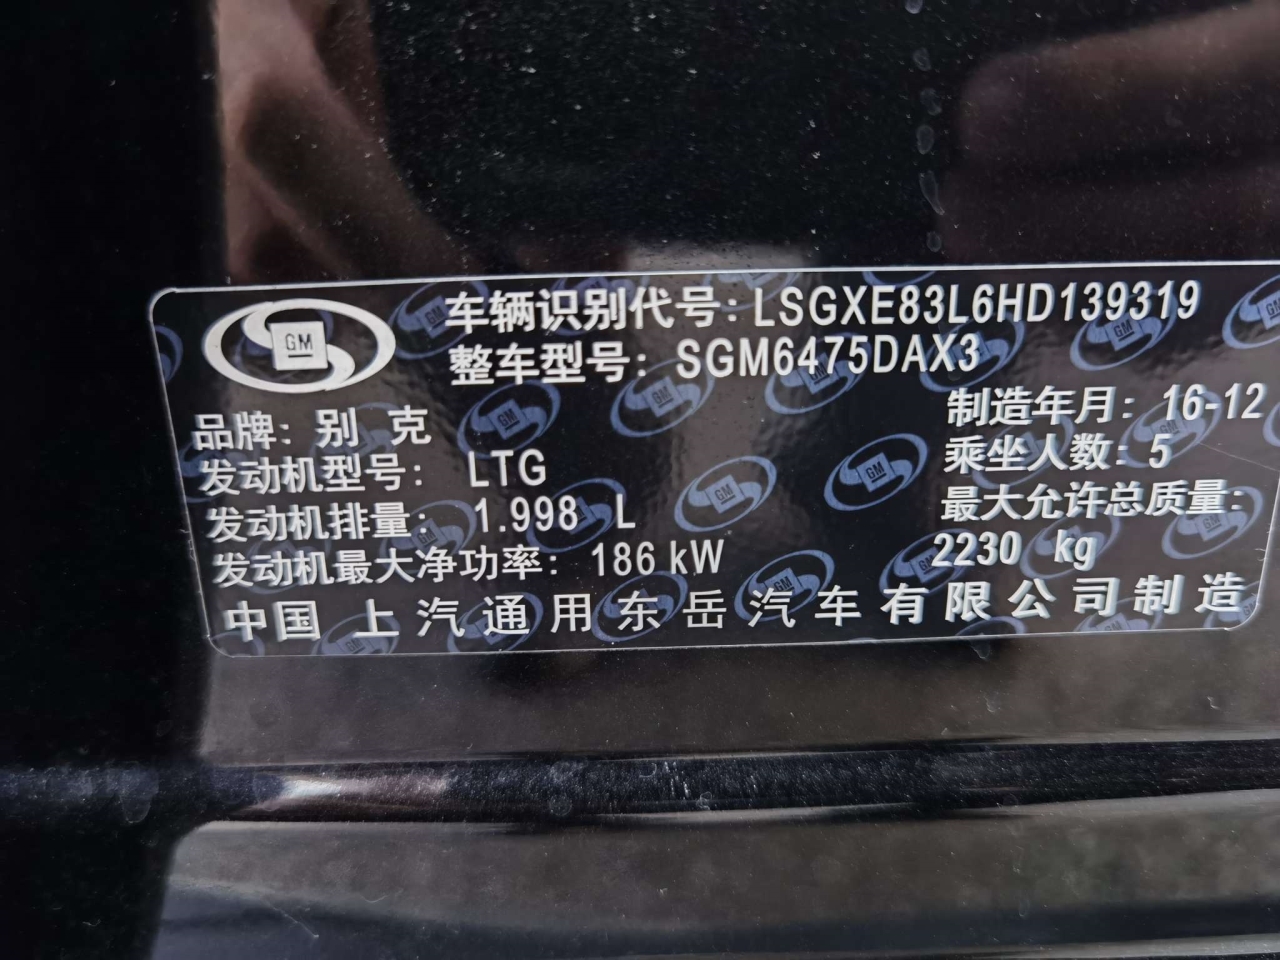 GM
车辆识别代号: LSGXE83L6HD139319
整车型号: SGM6475DAX3
品牌: 别 克
制造年月: 16-12
发动机型号: LTG
乘坐人数: 5
发动机排量: 1.998 L
最大允许总质量:
发动机最大净功率: 186 kW
2230 kg
中国 上汽通用东岳汽车有限公司制造